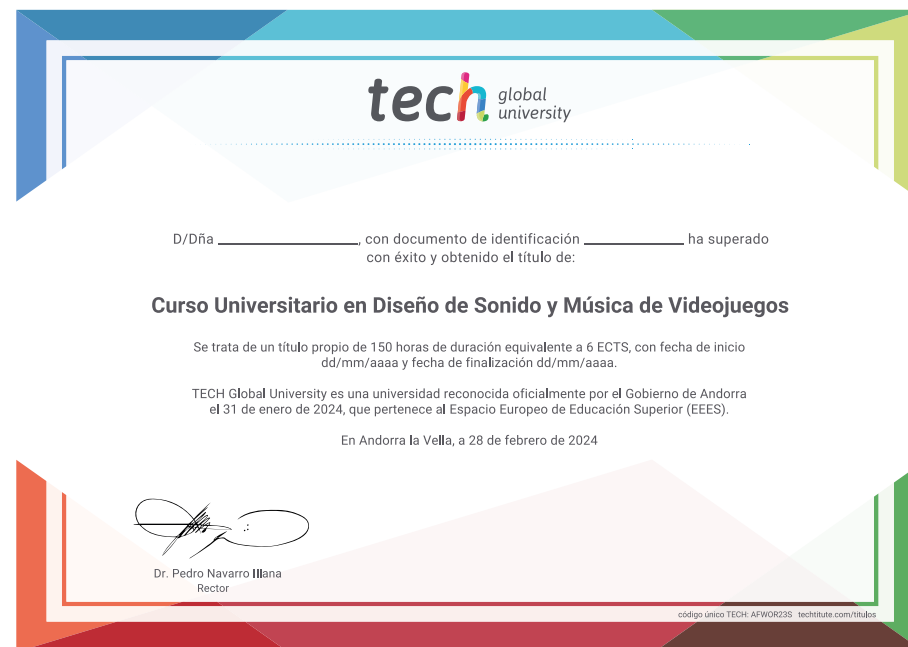 tech global university
D/Dña ____________________, con documento de identificación ______________ ha superado
con éxito y obtenido el título de:
Curso Universitario en Diseño de Sonido y Música de Videojuegos
Se trata de un título propio de 150 horas de duración equivalente a 6 ECTS, con fecha de inicio
dd/mm/aaaa y fecha de finalización dd/mm/aaaa.
TECH Global University es una universidad reconocida oficialmente por el Gobierno de Andorra
el 31 de enero de 2024, que pertenece al Espacio Europeo de Educación Superior (EEES).
En Andorra la Vella, a 28 de febrero de 2024
Dr. Pedro Navarro Illana
Rector
código único TECH: AFWOR23S techtitute.com/titulos